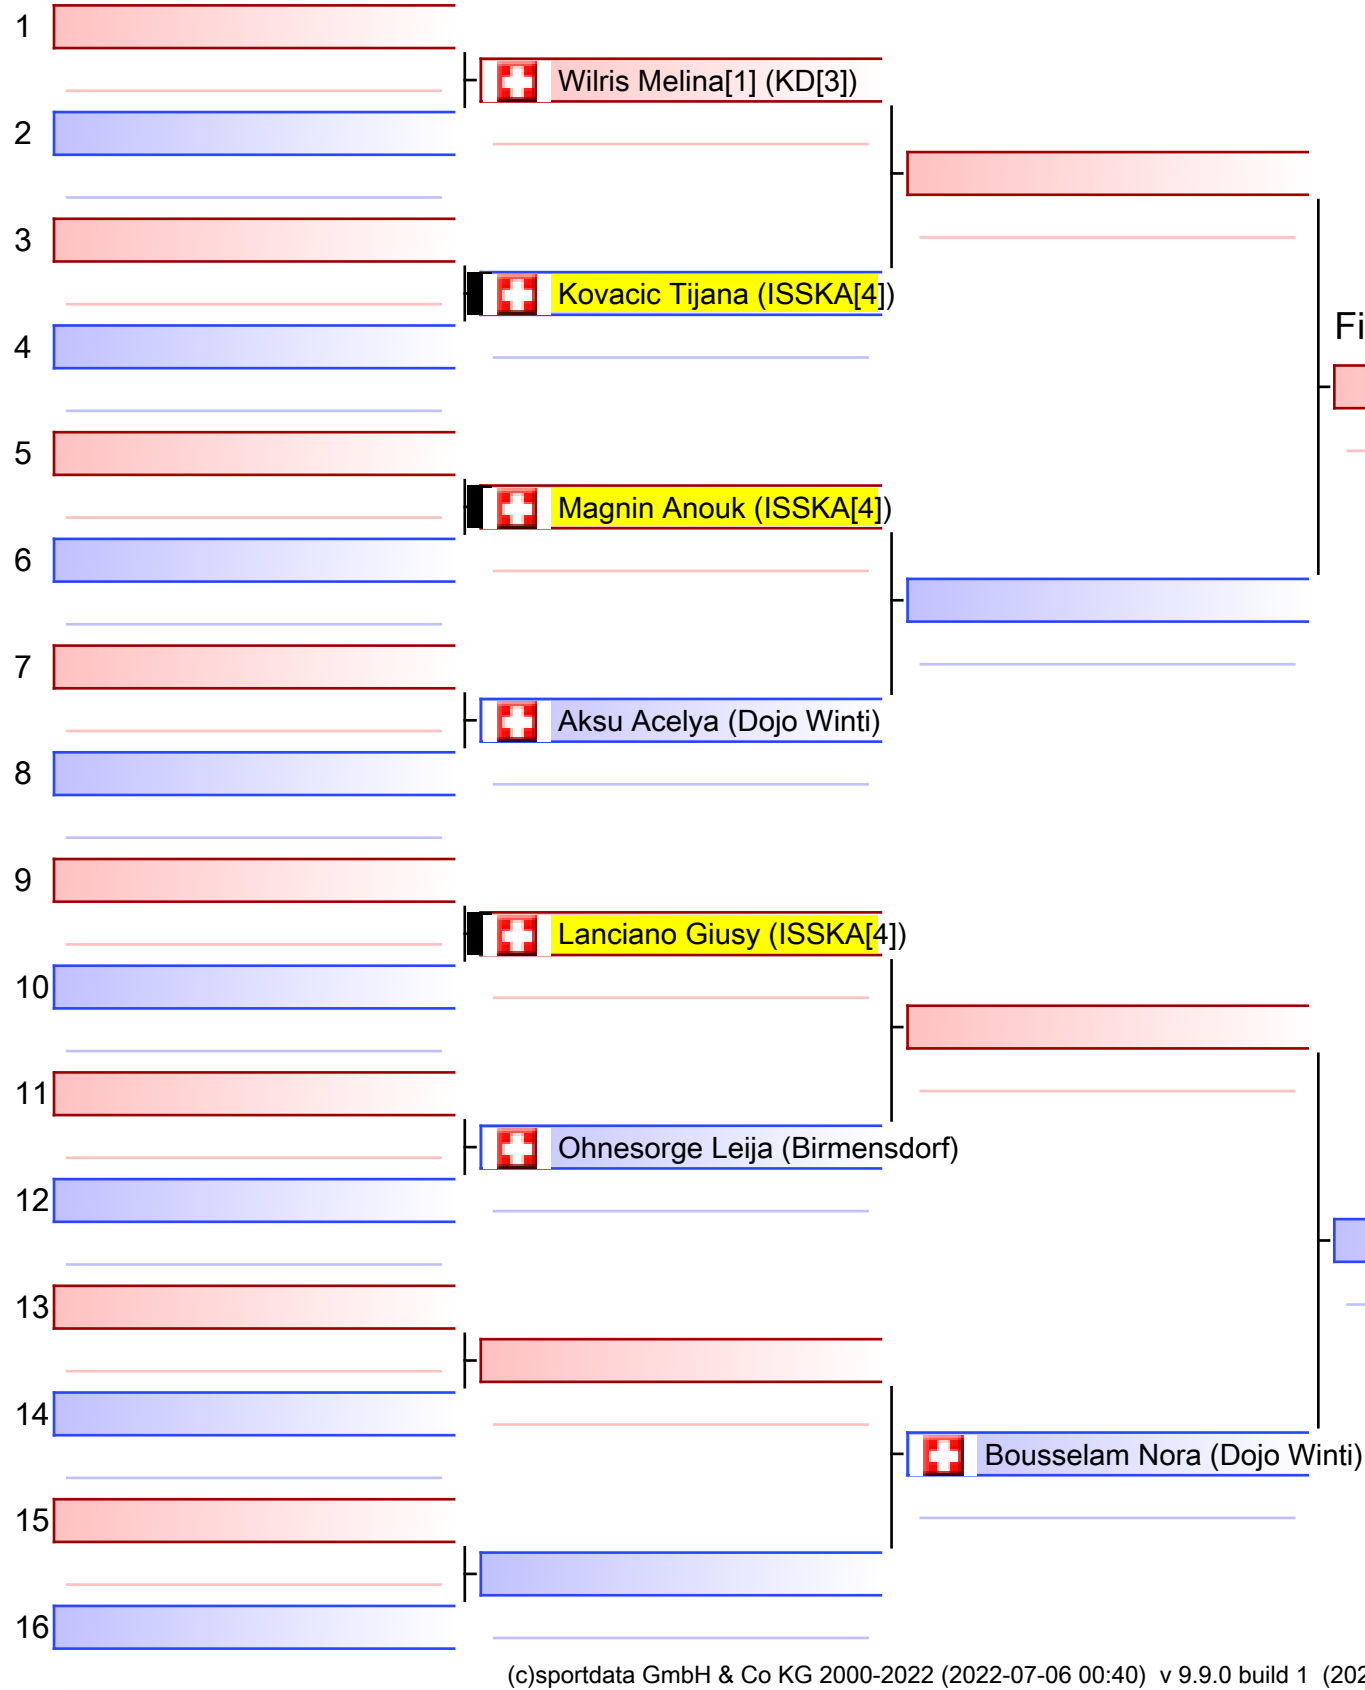 1
Wilris Melina[1] (KD[3])
2
3
Kovacic Tijana (ISSKA[4])
4
Fi
5
Magnin Anouk (ISSKA[4])
6
7
Aksu Acelya (Dojo Winti)
8
9
Lanciano Giusy (ISSKA[4])
10
11
Ohnesorge Leija (Birmensdorf)
12
13
14
Bousselam Nora (Dojo Winti)
15
16
(c)sportdata GmbH & Co KG 2000-2022 (2022-07-06 00:40) v 9.9.0 build 1 (202